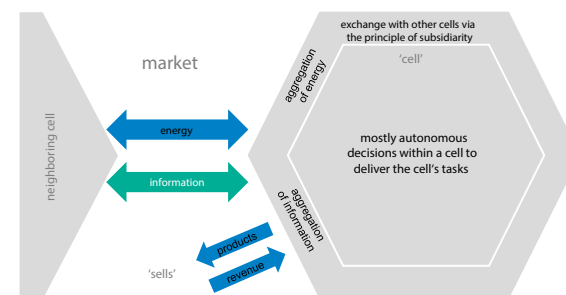 exchange with other cells via
the principle of subsidiarity
'cell'
market
aggregation
of energy
energy
neighboring cell
mostly autonomous
decisions within a cell to
deliver the cell's tasks
information
aggregation
of information
products
revenue
'sells'